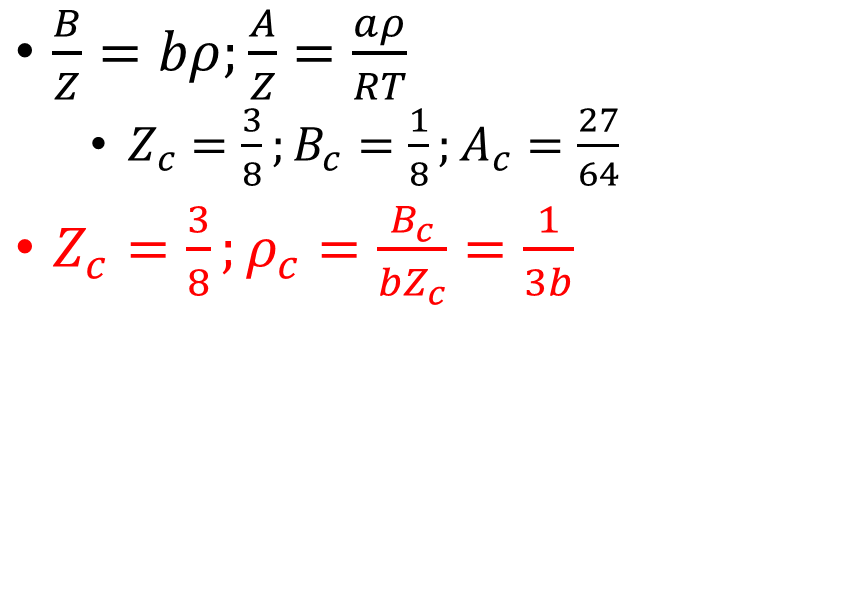 • B/Z = bρ; A/Z = aρ/RT
• Z_c = 3/8; B_c = 1/8; A_c = 27/64
• Z_c = 3/8; ρ_c = B_c/bZ_c = 1/3b